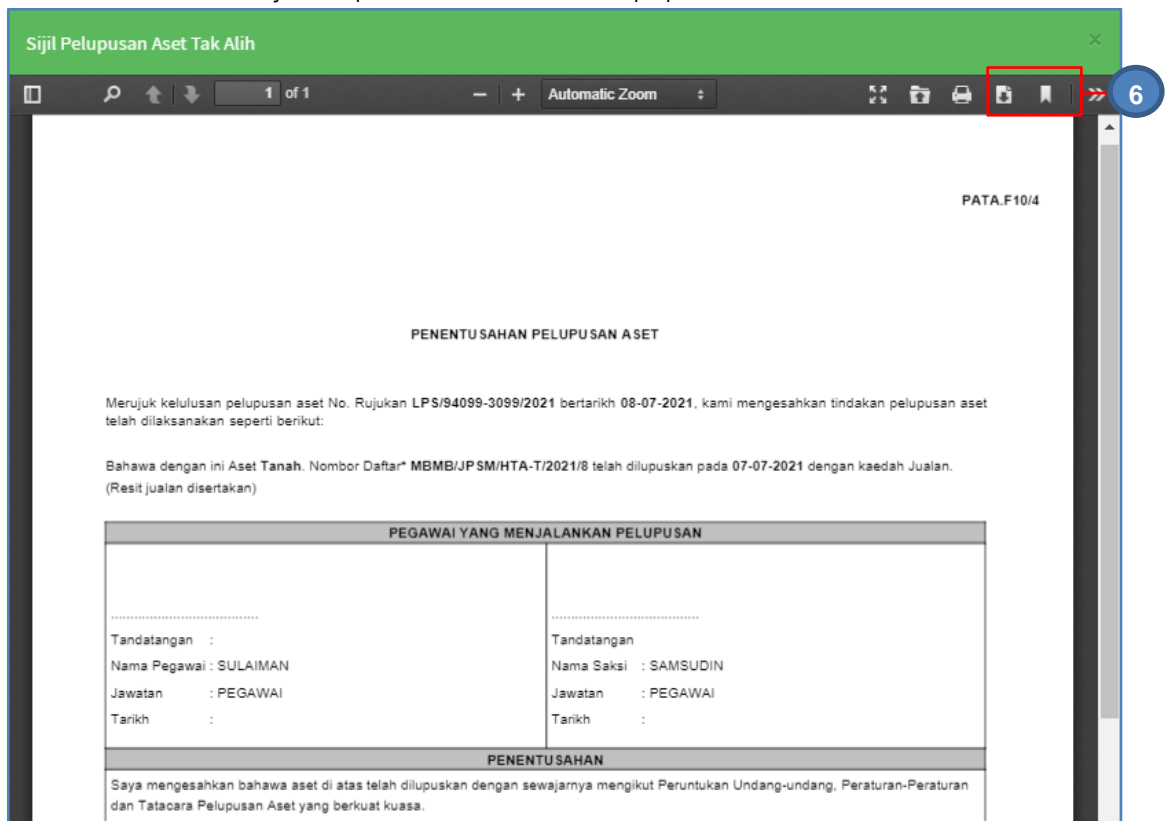 Sijil Pelupusan Aset Tak Alih
1 of 1
Automatic Zoom
6
PATA.F10/4
PENENTUSAHAN PELUPUSAN ASET
Merujuk kelulusan pelupusan aset No. Rujukan LPS/94099-3099/2021 bertarikh 08-07-2021, kami mengesahkan tindakan pelupusan aset
telah dilaksanakan seperti berikut:
Bahawa dengan ini Aset Tanah. Nombor Daftar* MBMB/JPSM/HTA-T/2021/8 telah dilupuskan pada 07-07-2021 dengan kaedah Jualan.
(Resit jualan disertakan)
PEGAWAI YANG MENJALANKAN PELUPUSAN
Tandatangan :
Nama Pegawai : SULAIMAN
Jawatan : PEGAWAI
Tarikh :
Tandatangan
Nama Saksi : SAMSUDIN
Jawatan : PEGAWAI
Tarikh :
PENENTUSAHAN
Saya mengesahkan bahawa aset di atas telah dilupuskan dengan sewajarnya mengikut Peruntukan Undang-undang, Peraturan-Peraturan
dan Tatacara Pelupusan Aset yang berkuat kuasa.